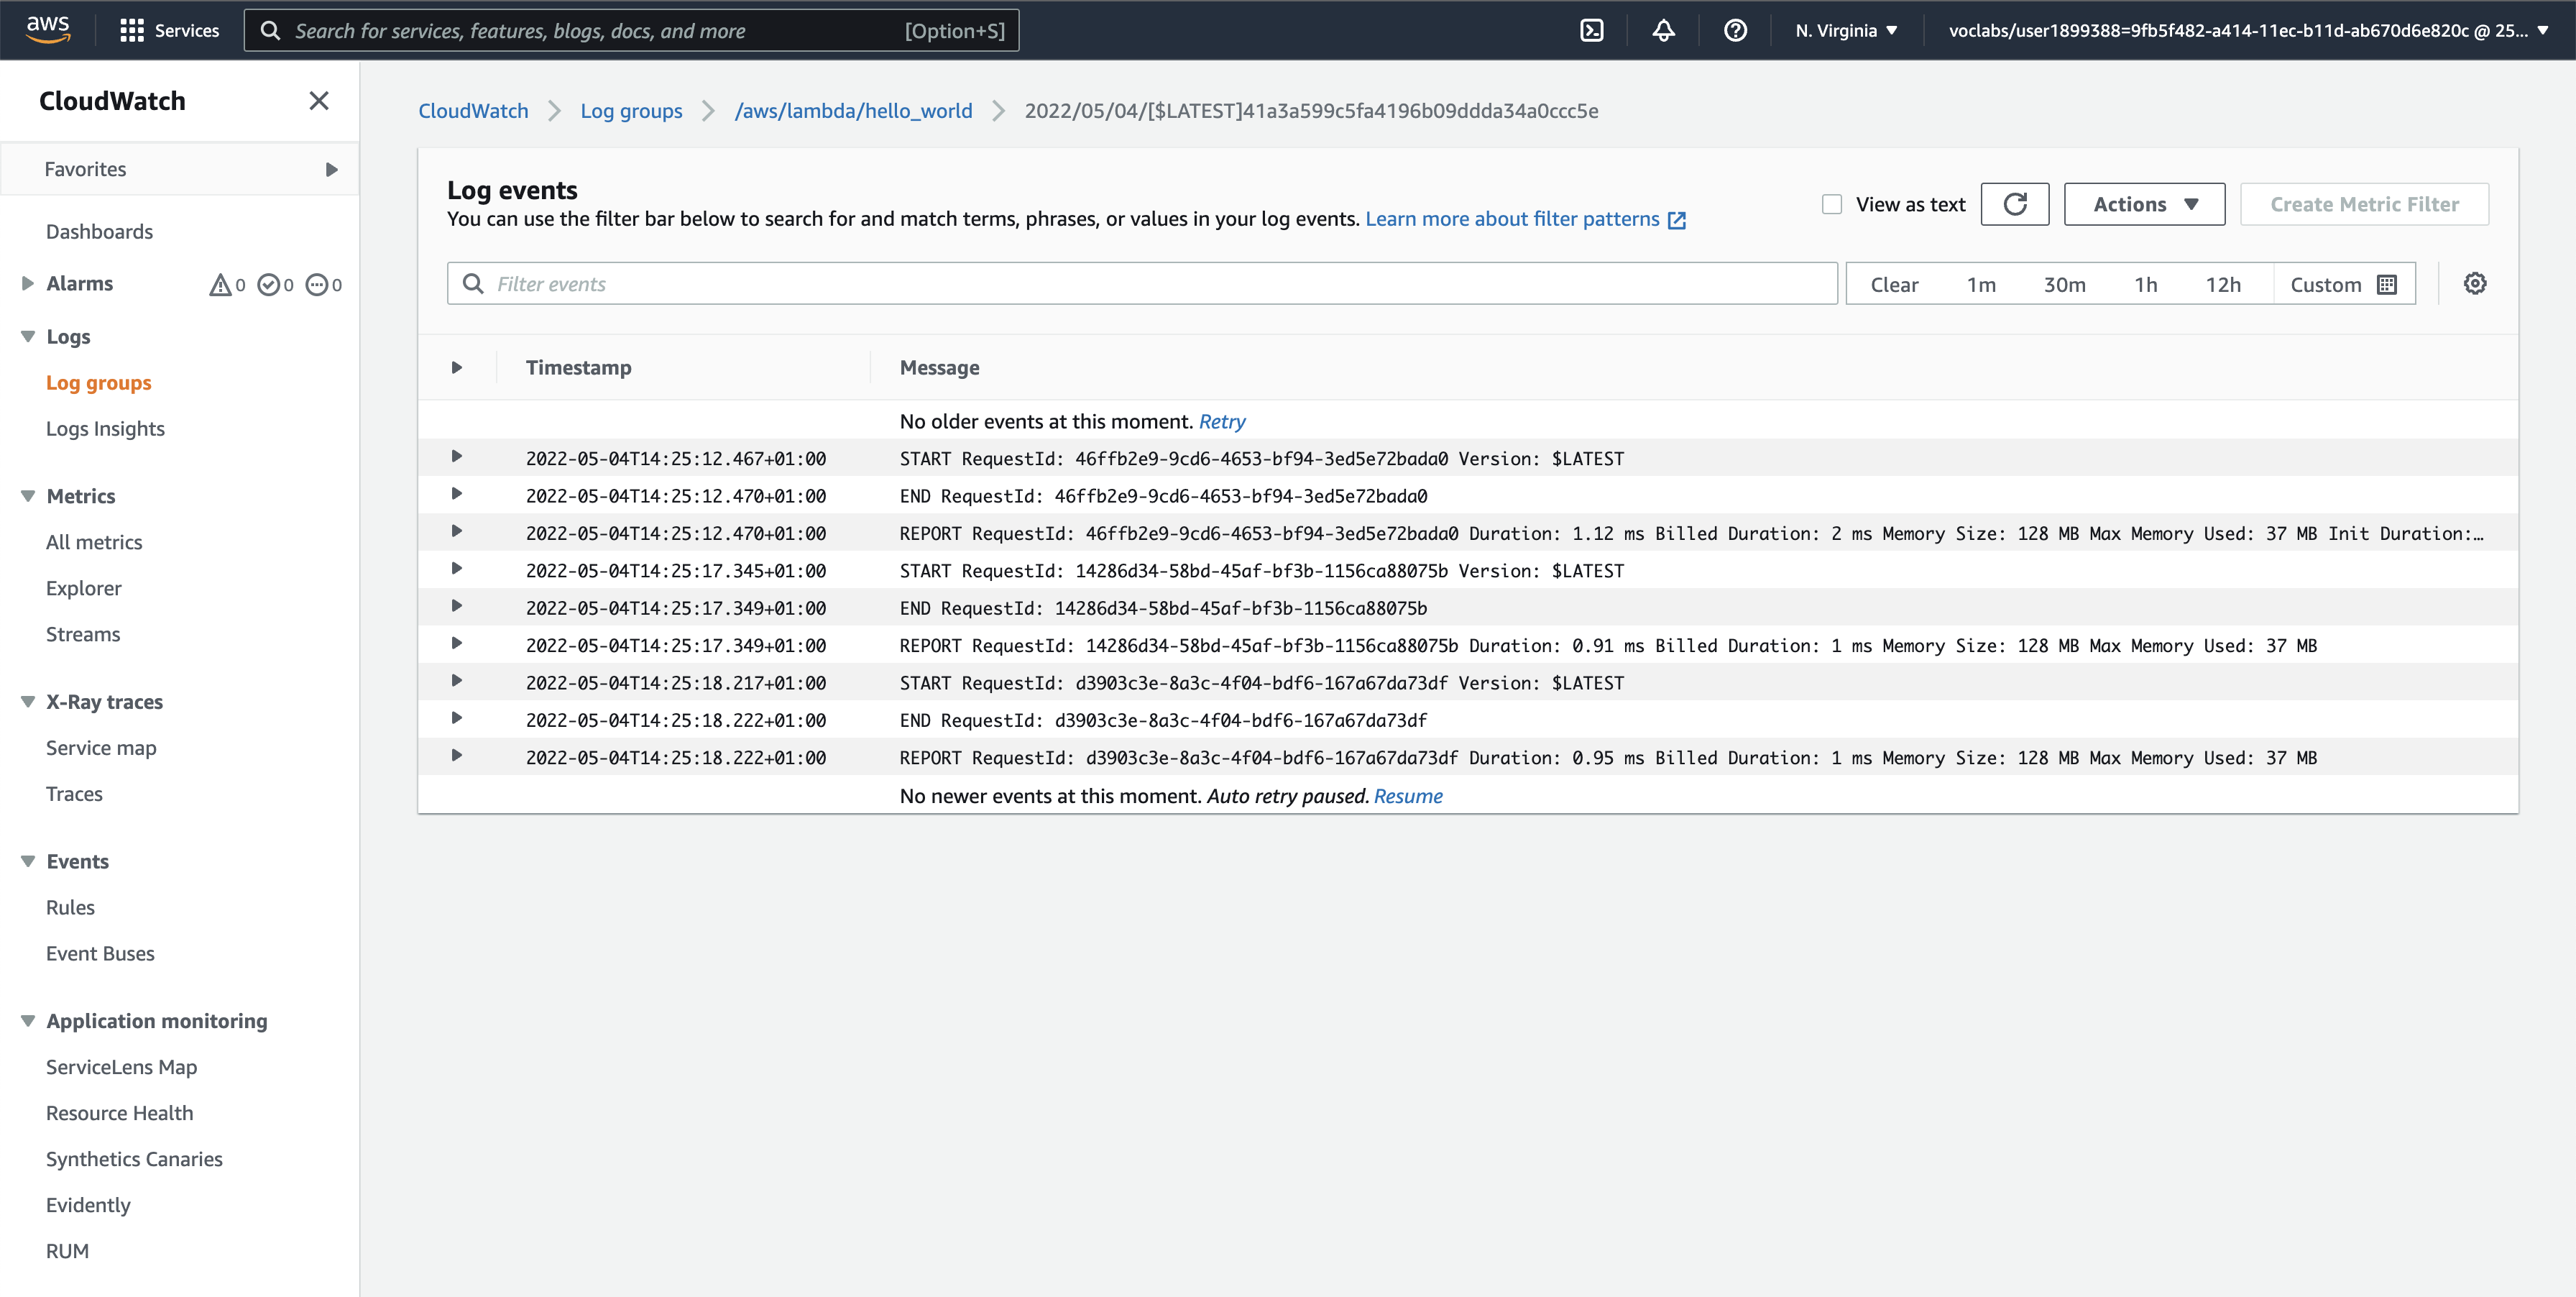 aws
Services
Search for services, features, blogs, docs, and more [Option+S]
N. Virginia
voclabs/user1899388=9fb5f482-a414-11ec-b11d-ab670d6e820c @ 25...
CloudWatch
Favorites
Dashboards
Alarms 0 0 0
Logs
Log groups
Logs Insights
Metrics
All metrics
Explorer
Streams
X-Ray traces
Service map
Traces
Events
Rules
Event Buses
Application monitoring
ServiceLens Map
Resource Health
Synthetics Canaries
Evidently
RUM
CloudWatch Log groups /aws/lambda/hello_world 2022/05/04/[$LATEST]41a3a599c5fa4196b09ddda34a0ccc5e
Log events
You can use the filter bar below to search for and match terms, phrases, or values in your log events. Learn more about filter patterns
View as text
Actions
Create Metric Filter
Filter events
Clear 1m 30m 1h 12h Custom
Timestamp Message
No older events at this moment. Retry
2022-05-04T14:25:12.467+01:00 START RequestId: 46ffb2e9-9cd6-4653-bf94-3ed5e72bada0 Version: $LATEST
2022-05-04T14:25:12.470+01:00 END RequestId: 46ffb2e9-9cd6-4653-bf94-3ed5e72bada0
2022-05-04T14:25:12.470+01:00 REPORT RequestId: 46ffb2e9-9cd6-4653-bf94-3ed5e72bada0 Duration: 1.12 ms Billed Duration: 2 ms Memory Size: 128 MB Max Memory Used: 37 MB Init Duration:…
2022-05-04T14:25:17.345+01:00 START RequestId: 14286d34-58bd-45af-bf3b-1156ca88075b Version: $LATEST
2022-05-04T14:25:17.349+01:00 END RequestId: 14286d34-58bd-45af-bf3b-1156ca88075b
2022-05-04T14:25:17.349+01:00 REPORT RequestId: 14286d34-58bd-45af-bf3b-1156ca88075b Duration: 0.91 ms Billed Duration: 1 ms Memory Size: 128 MB Max Memory Used: 37 MB
2022-05-04T14:25:18.217+01:00 START RequestId: d3903c3e-8a3c-4f04-bdf6-167a67da73df Version: $LATEST
2022-05-04T14:25:18.222+01:00 END RequestId: d3903c3e-8a3c-4f04-bdf6-167a67da73df
2022-05-04T14:25:18.222+01:00 REPORT RequestId: d3903c3e-8a3c-4f04-bdf6-167a67da73df Duration: 0.95 ms Billed Duration: 1 ms Memory Size: 128 MB Max Memory Used: 37 MB
No newer events at this moment. Auto retry paused. Resume